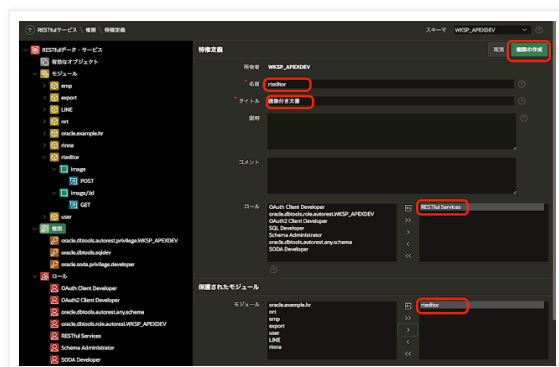 RESTfulサービス \ 権限 \ 特権定義
スキーマ WKSP_APEXDEV
RESTfulデータ・サービス
有効なオブジェクト
モジュール
emp
export
LINE
nrt
oracle.example.hr
rinna
rteditor
image
POST
image/:id
GET
user
権限
oracle.dbtools.autorest.privilege.WKSP_APEXDEV
oracle.dbtools.sqldev
oracle.soda.privilege.developer
ロール
OAuth Client Developer
OAuth2 Client Developer
oracle.dbtools.autorest.any.schema
oracle.dbtools.role.autorest.WKSP_APEXDEV
RESTful Services
Schema Administrator
SODA Developer
特権定義
取消
権限の作成
所有者 WKSP_APEXDEV
* 名前 rteditor
* タイトル 画像付き文書
説明
コメント
ロール
OAuth Client Developer
oracle.dbtools.role.autorest.WKSP_APEXDEV
OAuth2 Client Developer
SQL Developer
Schema Administrator
oracle.dbtools.autorest.any.schema
SODA Developer
RESTful Services
保護されたモジュール
モジュール
oracle.example.hr
nrt
emp
export
user
LINE
rinna
rteditor